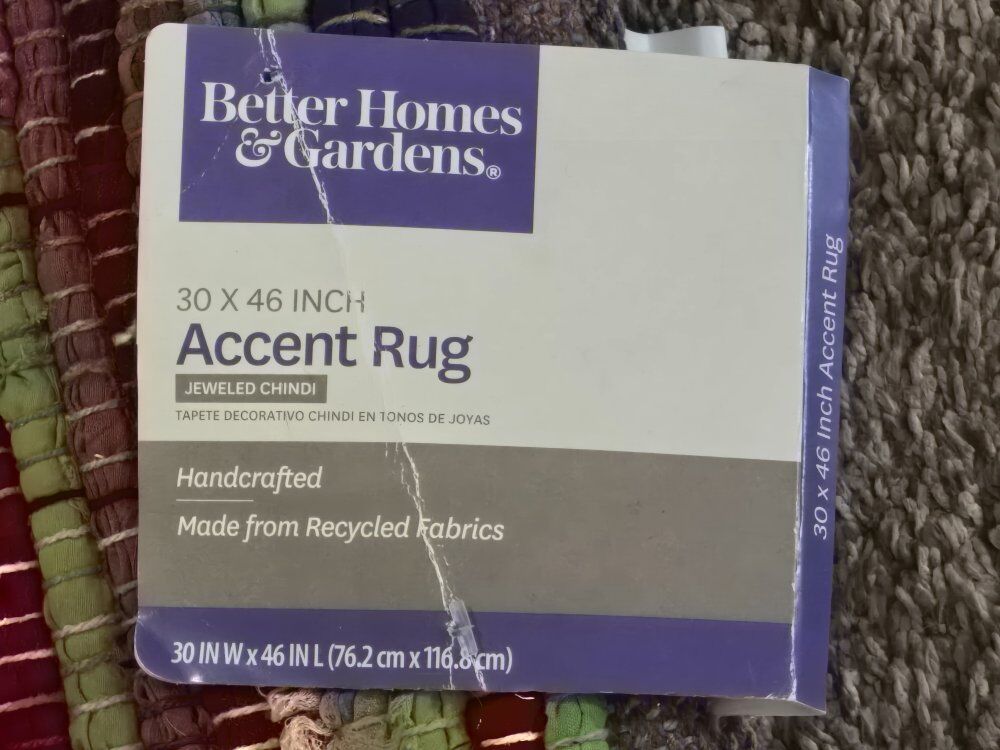 Better Homes
& Gardens®
30 X 46 INCH
Accent Rug
JEWELED CHINDI
TAPETE DECORATIVO CHINDI EN TONOS DE JOYAS
Handcrafted
Made from Recycled Fabrics
30 IN W x 46 IN L (76.2 cm x 116.8 cm)
30 x 46 Inch Accent Rug